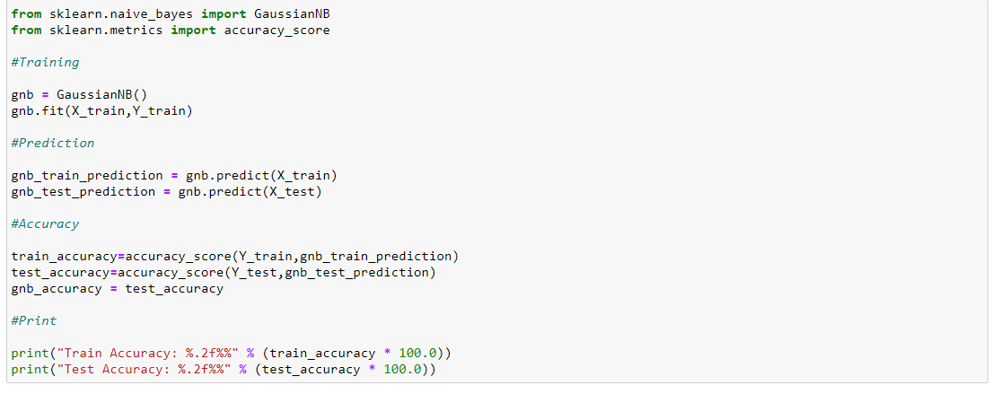 from sklearn.naive_bayes import GaussianNB
from sklearn.metrics import accuracy_score
#Training
gnb = GaussianNB()
gnb.fit(X_train,Y_train)
#Prediction
gnb_train_prediction = gnb.predict(X_train)
gnb_test_prediction = gnb.predict(X_test)
#Accuracy
train_accuracy=accuracy_score(Y_train,gnb_train_prediction)
test_accuracy=accuracy_score(Y_test,gnb_test_prediction)
gnb_accuracy = test_accuracy
#Print
print("Train Accuracy: %.2f%%" % (train_accuracy * 100.0))
print("Test Accuracy: %.2f%%" % (test_accuracy * 100.0))